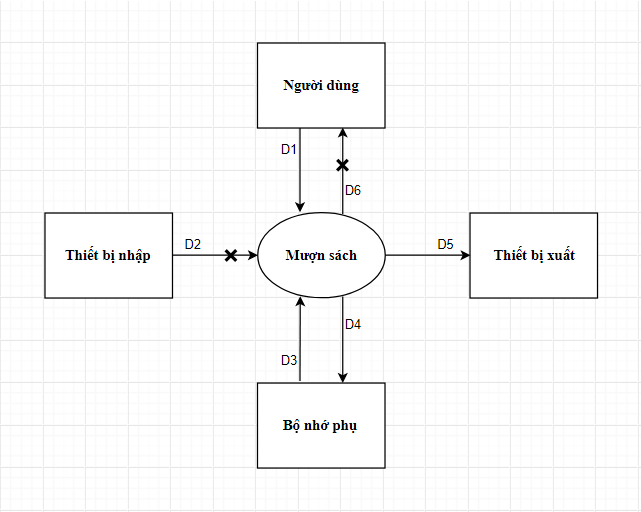 Người dùng
D1
D6
Thiết bị nhập
D2
Mượn sách
D5
Thiết bị xuất
D4
D3
Bộ nhớ phụ